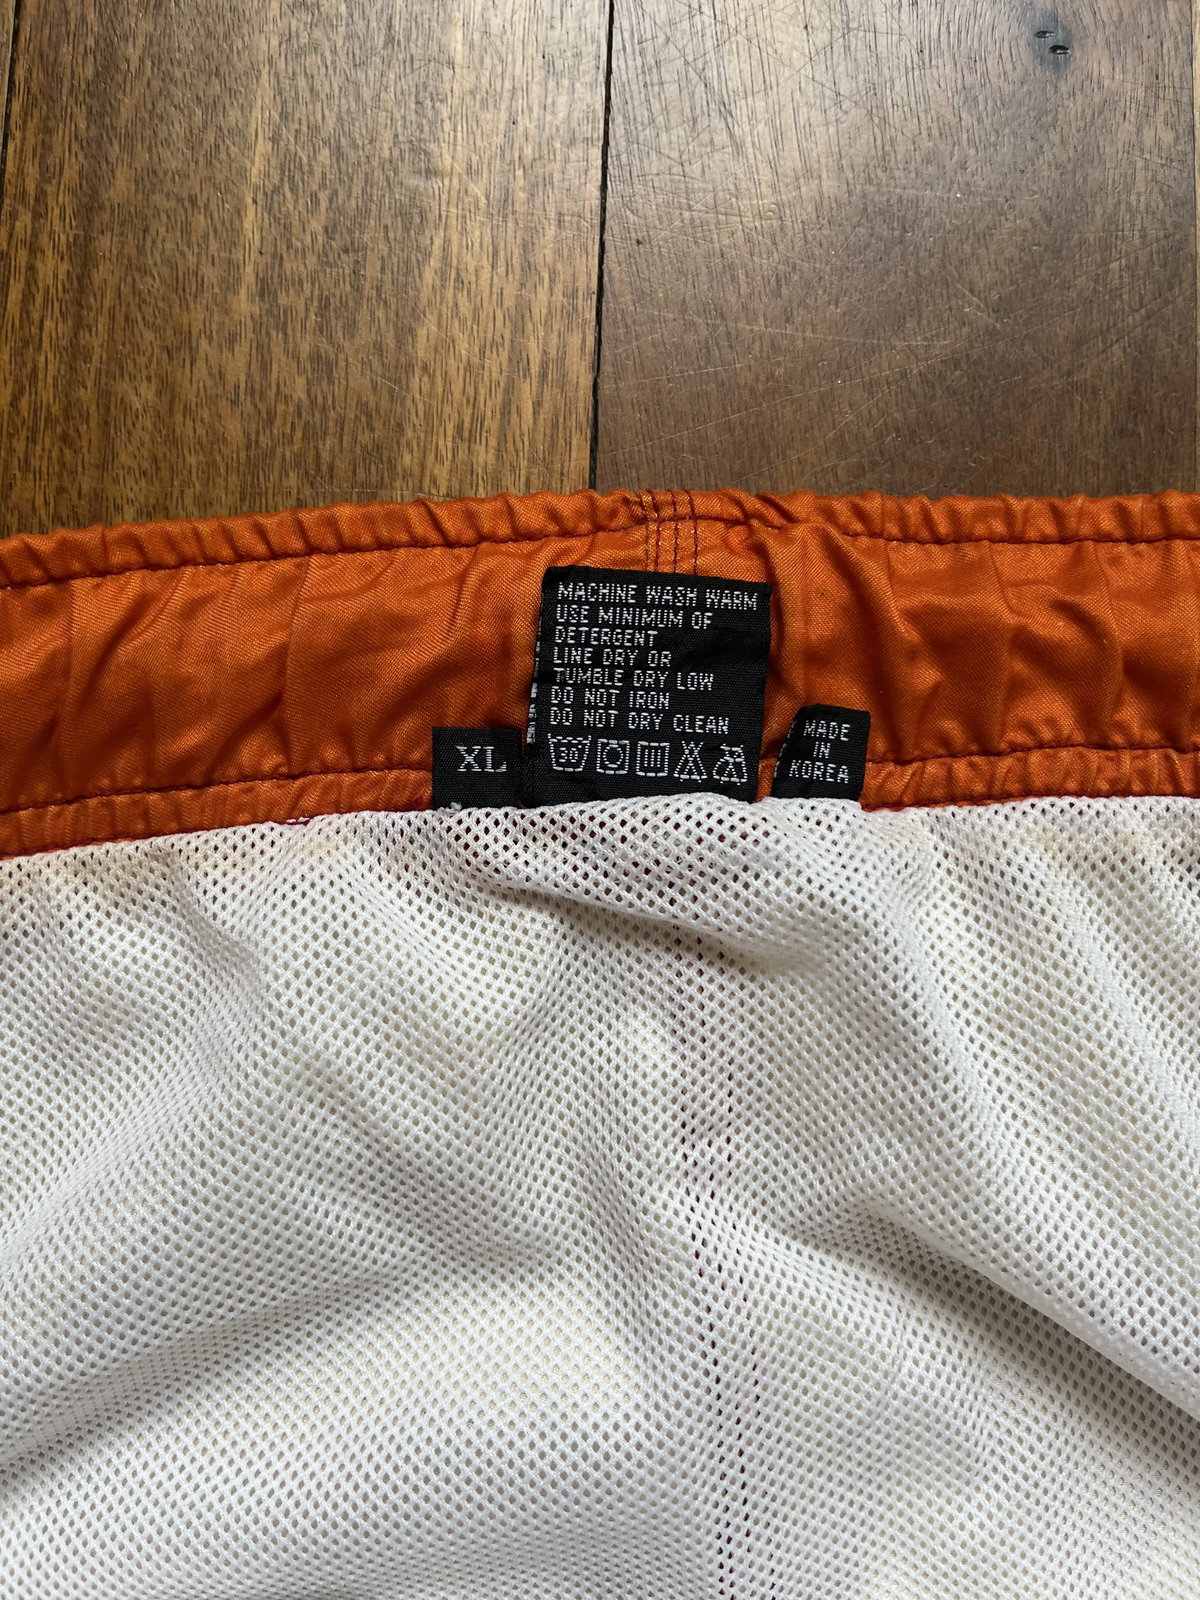 MACHINE WASH WARM
USE MINIMUM OF
DETERGENT
LINE DRY OR
TUMBLE DRY LOW
DO NOT IRON
DO NOT DRY CLEAN
30
XL
MADE
IN
KOREA